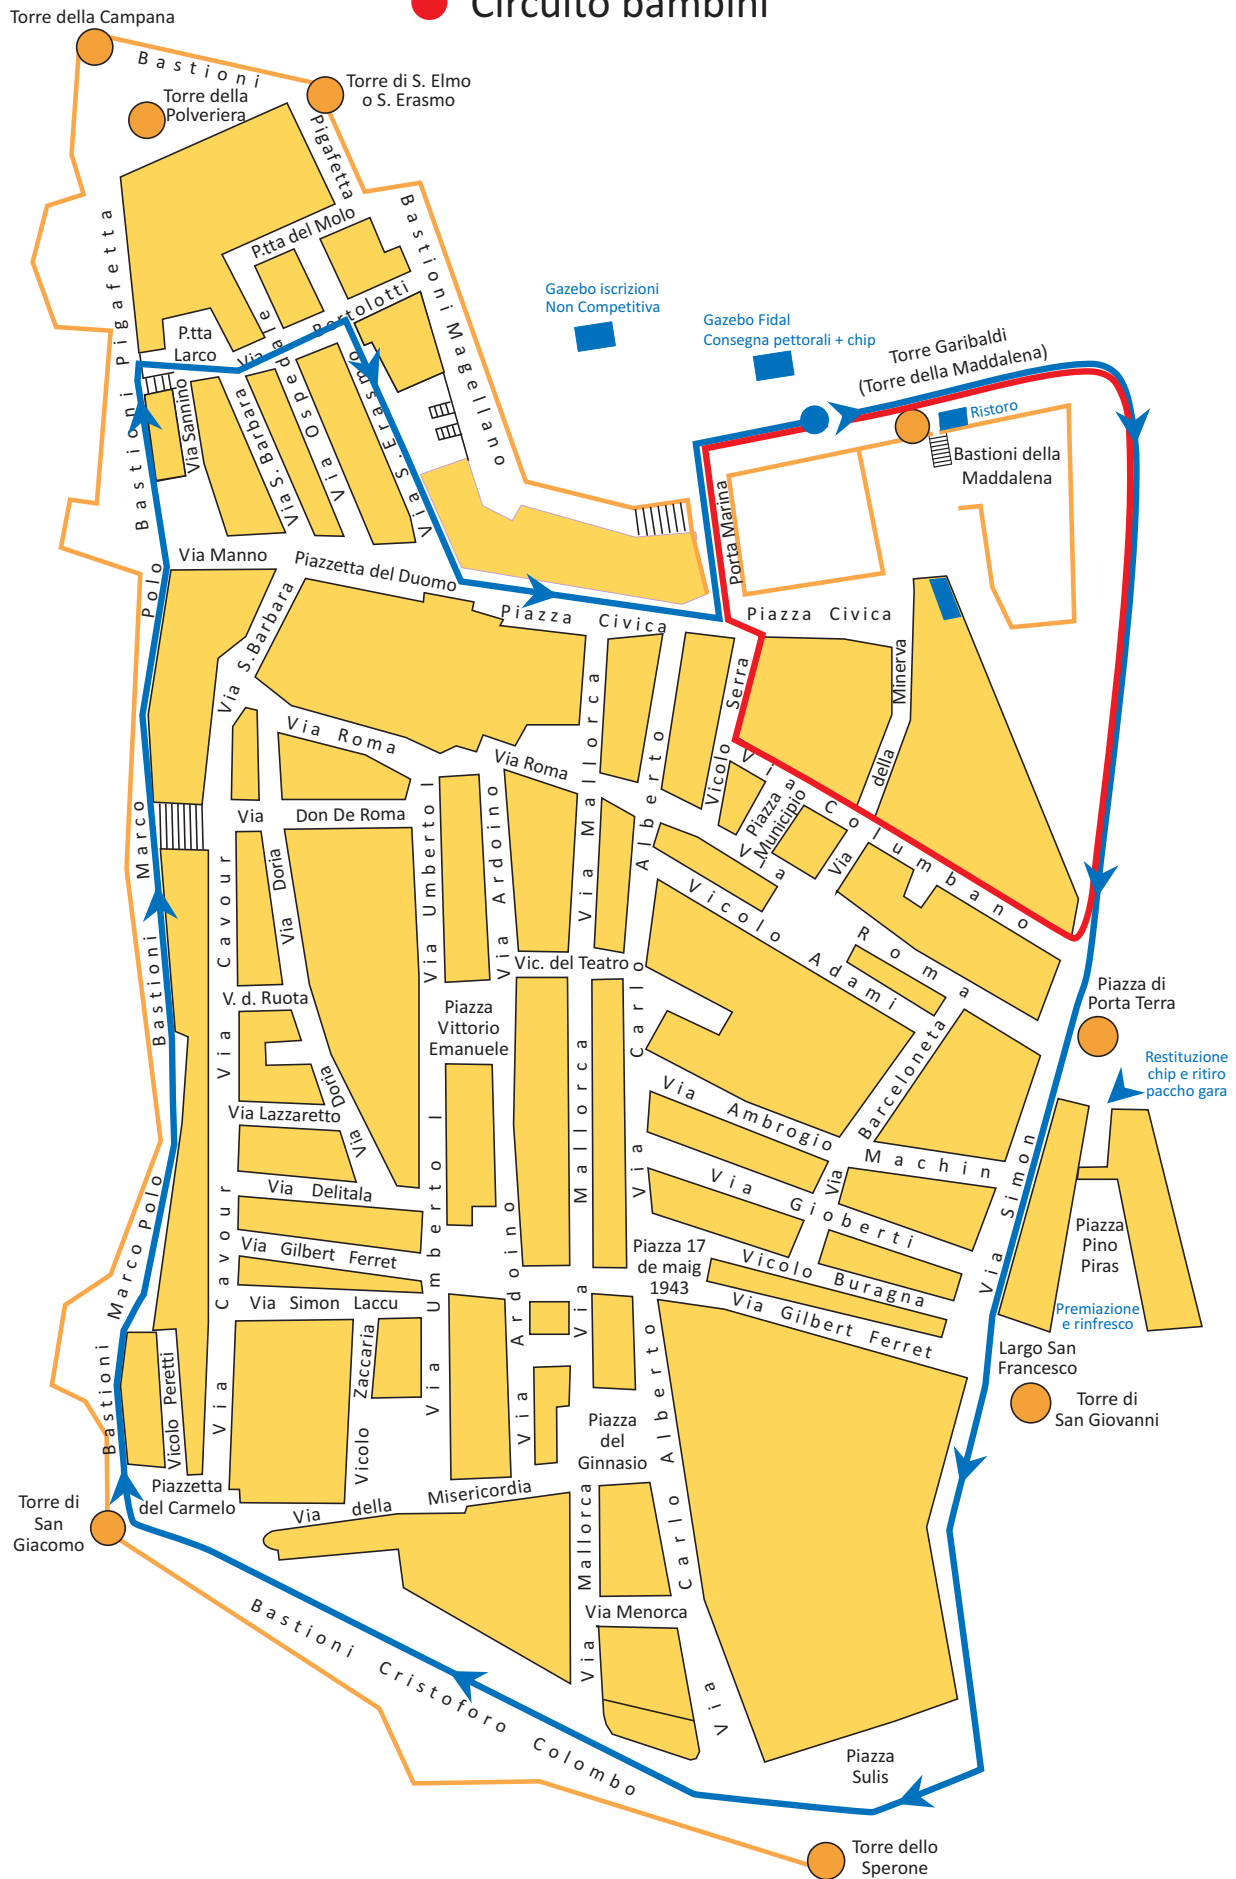 Circuito bambini
Torre della Campana
Bastioni
Torre di S. Elmo
o S. Erasmo
Torre della
Polveriera
Pigafetta
P.tta del Molo
Bastioni Magellano
Bastioni Pigafetta
P.tta
Larco
Via Bortolotti
Via Sannino
Via S. Barbara
Via Ospedale
Via S. Erasmo
Gazebo iscrizioni
Non Competitiva
Gazebo Fidal
Consegna pettorali + chip
Torre Garibaldi
(Torre della Maddalena)
Ristoro
Bastioni della
Maddalena
Porta Marina
Via Manno
Piazzetta del Duomo
Piazza Civica
Piazza Civica
Via S.Barbara
Via Roma
Via Roma
Via Mallorca
Vicolo Serra
Via della Minerva
Via Columbano
Piazza
Municipio
Via Roma
Via Don De Roma
Via Umberto I
Via Ardoino
Via Carlo Alberto
Vicolo Adami
Bastioni Marco Polo
Via Cavour
Via Doria
Vic. del Teatro
V. d. Ruota
Piazza
Vittorio
Emanuele
Via Doria
Via Lazzaretto
Mallorca
Via Ambrogio Machin
Via Barceloneta
Piazza di
Porta Terra
Restituzione
chip e ritiro
paccho gara
Via Simon
Via Delitala
Via Gioberti
Via Gilbert Ferret
Piazza 17
de maig
1943
Vicolo Buragna
Via Gilbert Ferret
Piazza
Pino
Piras
Premiazione
e rinfresco
Via Simon Laccu
Via Cavour
Via Umberto I
Via Ardoino
Via
Bastioni Marco Polo
Vicolo Peretti
Vicolo Zaccaria
Largo San
Francesco
Torre di
San Giovanni
Piazza
del
Ginnasio
Piazzetta
del Carmelo
Via della Misericordia
Torre di
San
Giacomo
Via Mallorca
Via Carlo Alberto
Via Menorca
Bastioni Cristoforo Colombo
Piazza
Sulis
Torre dello
Sperone